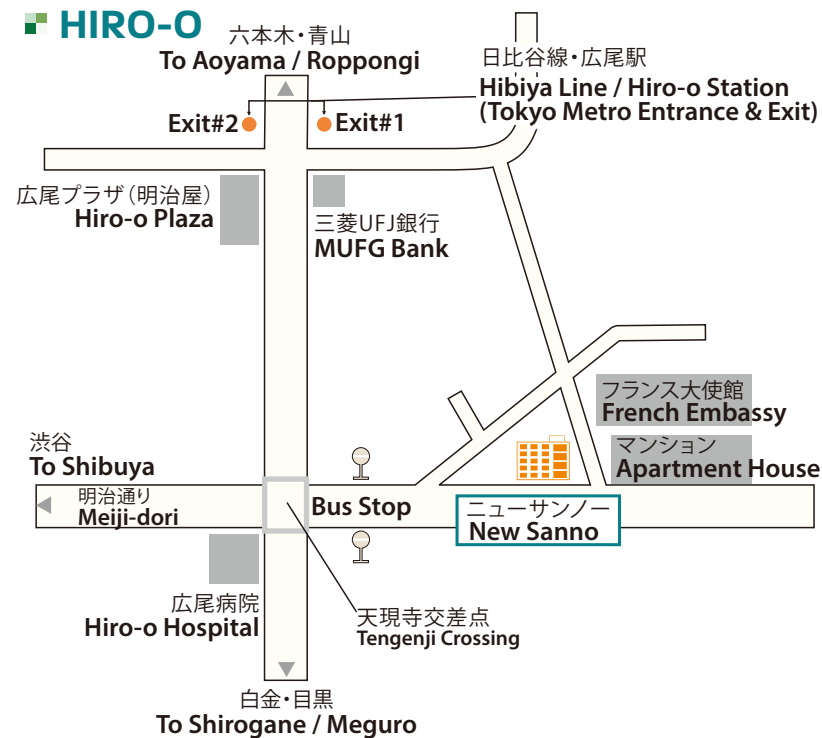 HIRO-O
六本木・青山
To Aoyama / Roppongi
日比谷線・広尾駅
Hibiya Line / Hiro-o Station
(Tokyo Metro Entrance & Exit)
Exit#2
Exit#1
広尾プラザ（明治屋）
Hiro-o Plaza
三菱UFJ銀行
MUFG Bank
フランス大使館
French Embassy
マンション
Apartment House
渋谷
To Shibuya
明治通り
Meiji-dori
Bus Stop
ニューサンノー
New Sanno
広尾病院
Hiro-o Hospital
天現寺交差点
Tengenji Crossing
白金・目黒
To Shirogane / Meguro